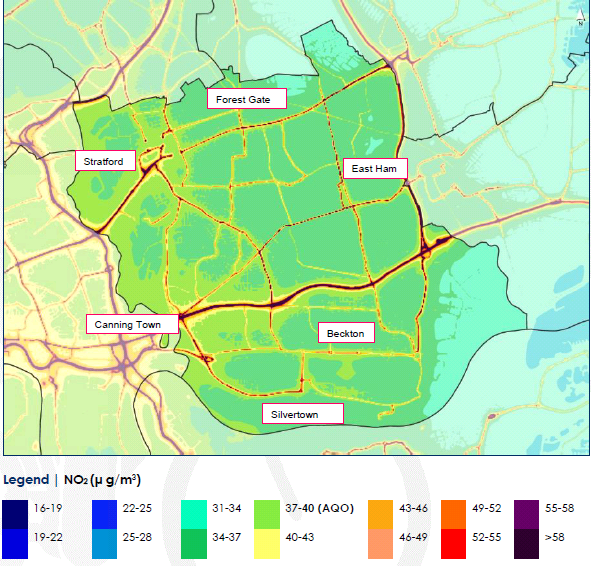 N
Forest Gate
Stratford
East Ham
Canning Town
Beckton
Silvertown
Legend | NO₂ (µ g/m³)
16-19 22-25 31-34 37-40 (AQO) 43-46 49-52 55-58
19-22 25-28 34-37 40-43 46-49 52-55 >58